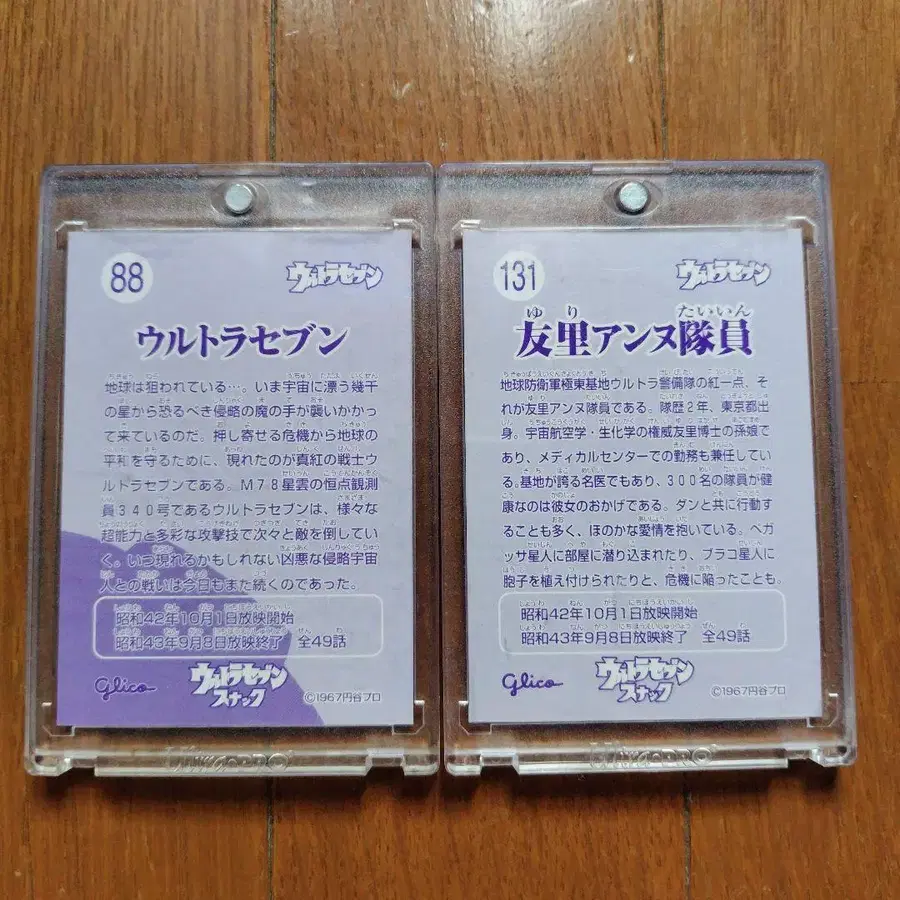 88
ウルトラセブン
ウルトラセブン
地球は狙われている…。いま宇宙に漂う幾千
の星から恐るべき侵略の魔の手が襲いかかっ
て来ているのだ。押し寄せる危機から地球の
平和を守るために、現れたのが真紅の戦士ウ
ルトラセブンである。M78星雲の恒点観測
員340号であるウルトラセブンは、様々な
超能力と多彩な攻撃技で次々と敵を倒してい
く。いつ現れるかもしれない凶悪な侵略宇宙
人との戦いは今日もまた続くのであった。
昭和42年10月1日放映開始
昭和43年9月8日放映終了 全49話
glico
ウルトラセブン
スナック
©1967円谷プロ
Ultra・PRO
131
ウルトラセブン
ゆり たいいん
友里アンヌ隊員
地球防衛軍極東基地ウルトラ警備隊の紅一点、そ
れが友里アンヌ隊員である。隊歴2年、東京都出
身。宇宙航空学・生化学の権威友里博士の孫娘で
あり、メディカルセンターでの勤務も兼任してい
る。基地が誇る名医でもあり、300名の隊員が健
康なのは彼女のおかげである。ダンと共に行動す
ることも多く、ほのかな愛情を抱いている。ペガ
ッサ星人に部屋に潜り込まれたり、ブラコ星人に
胞子を植え付けられたりと、危機に陥ったことも。
昭和42年10月1日放映開始
昭和43年9月8日放映終了 全49話
glico
ウルトラセブン
スナック
©1967円谷プロ
Ultra・PRO